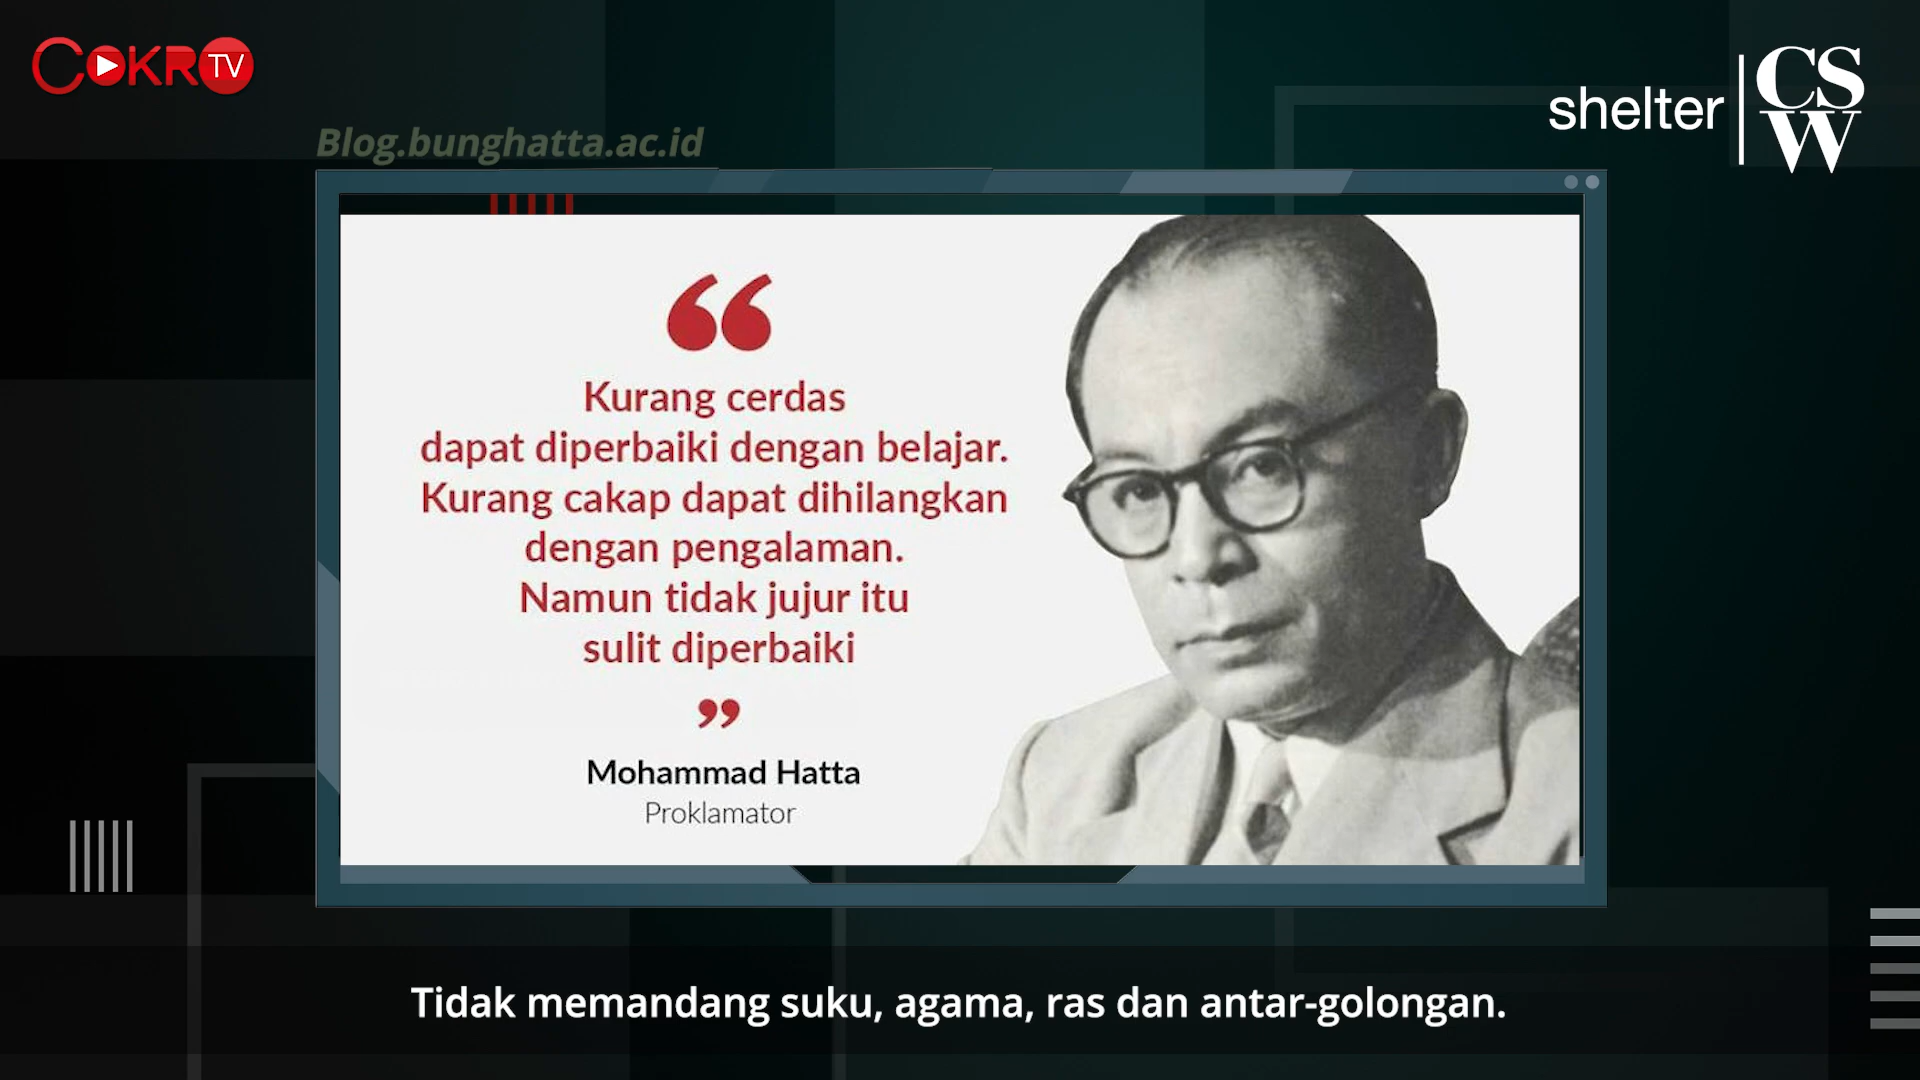 COKRO TV
shelter
CSW
Blog.bunghatta.ac.id
Kurang cerdas
dapat diperbaiki dengan belajar.
Kurang cakap dapat dihilangkan
dengan pengalaman.
Namun tidak jujur itu
sulit diperbaiki
Mohammad Hatta
Proklamator
Tidak memandang suku, agama, ras dan antar-golongan.